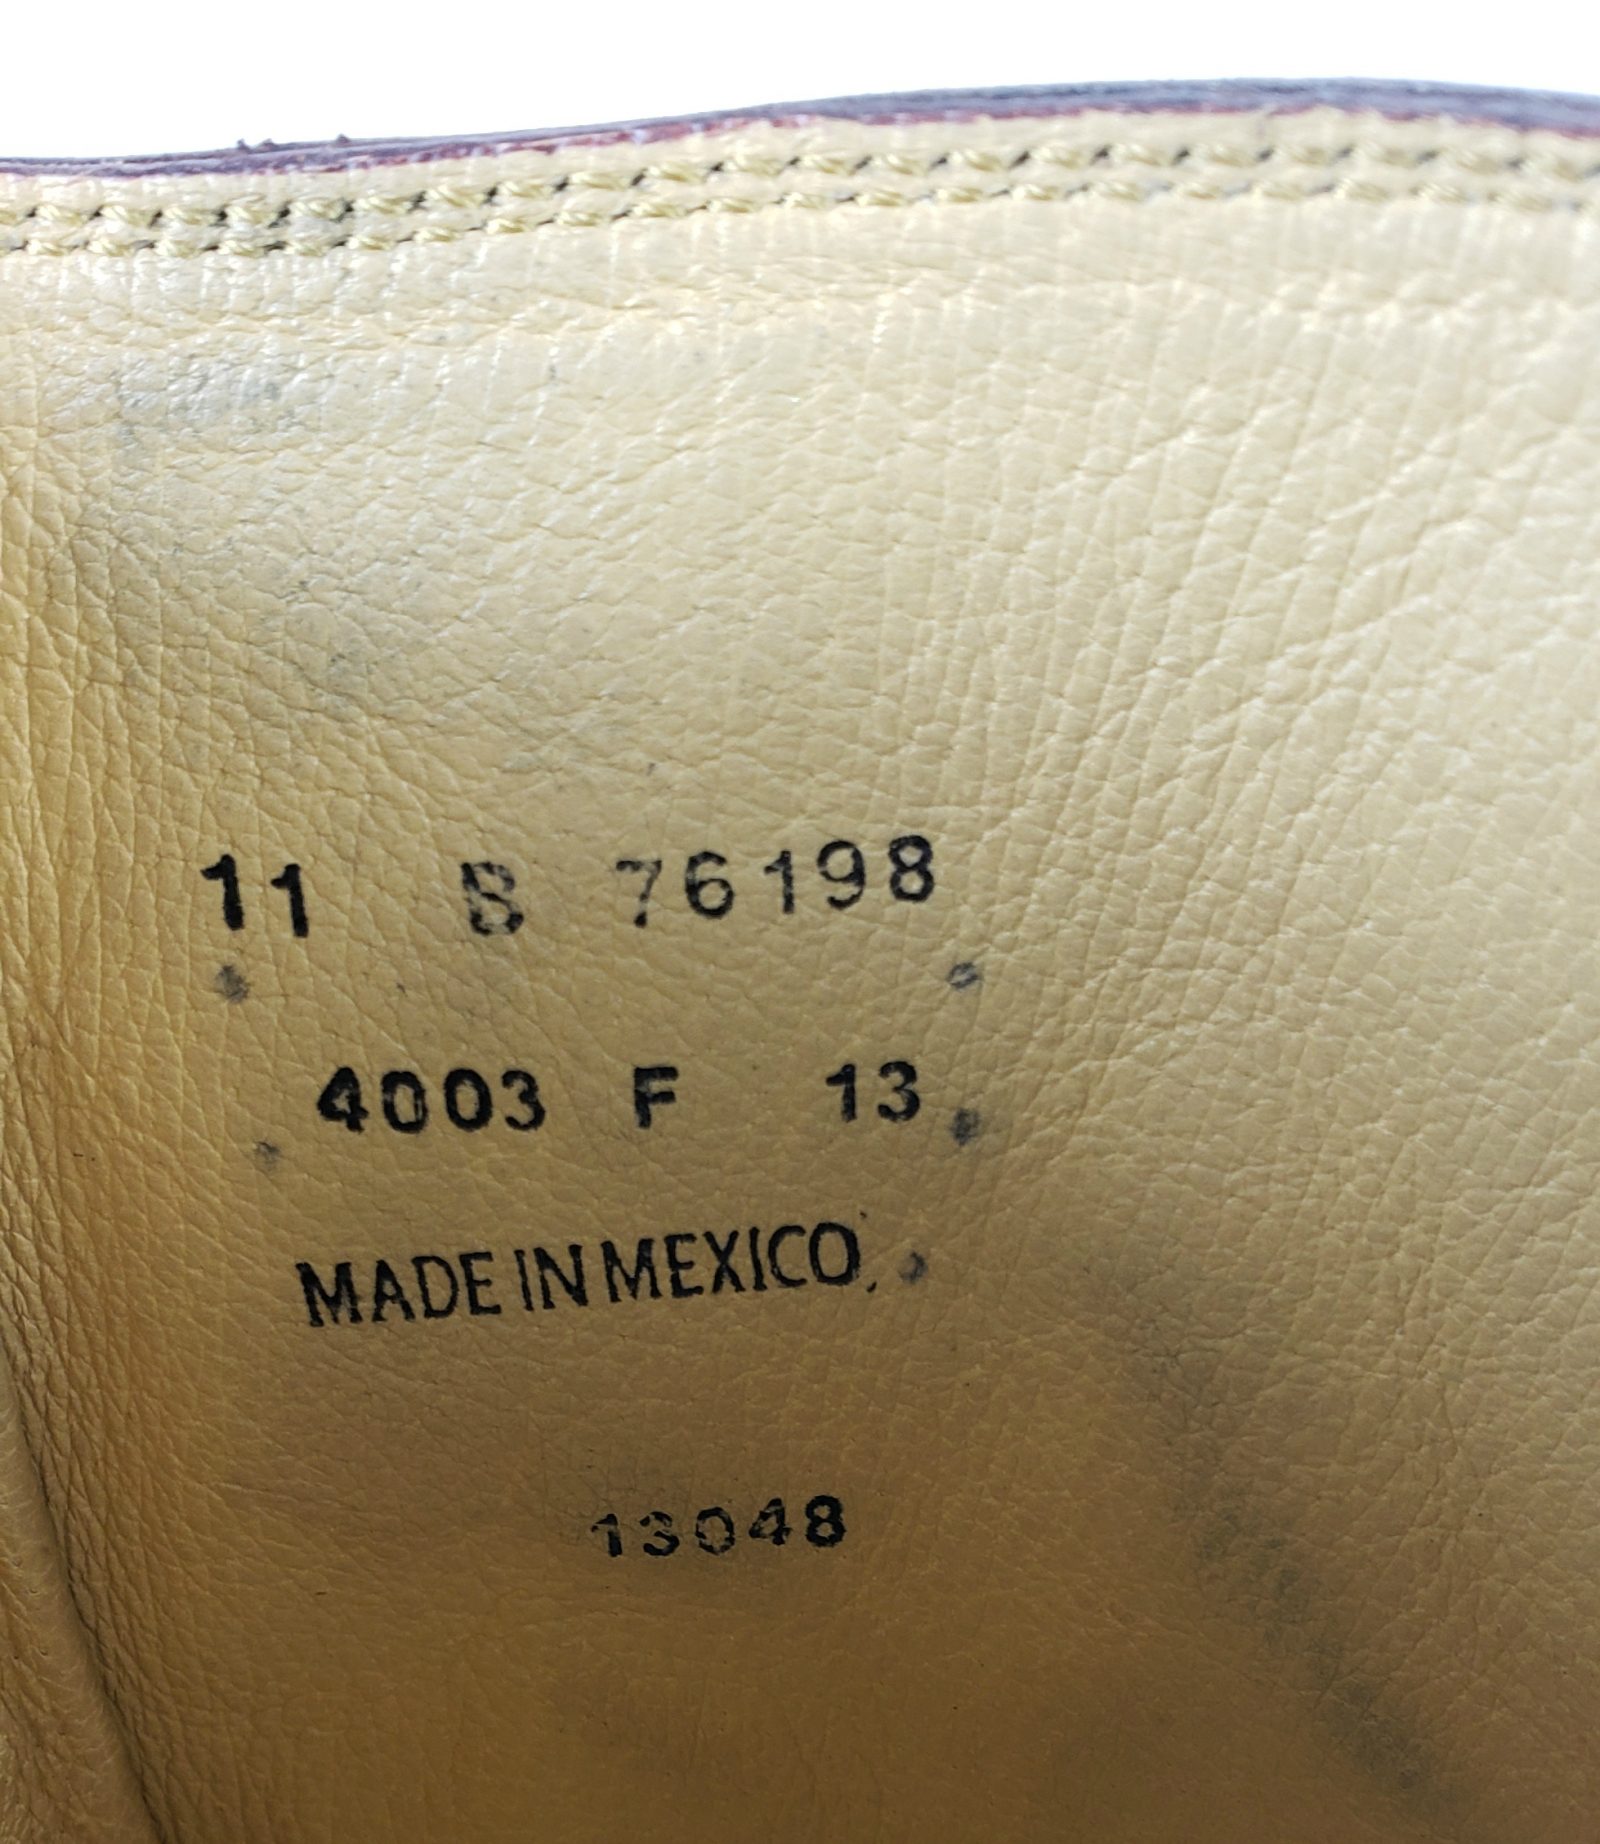 11 B 76198
4003 F 13
MADE IN MEXICO
13048